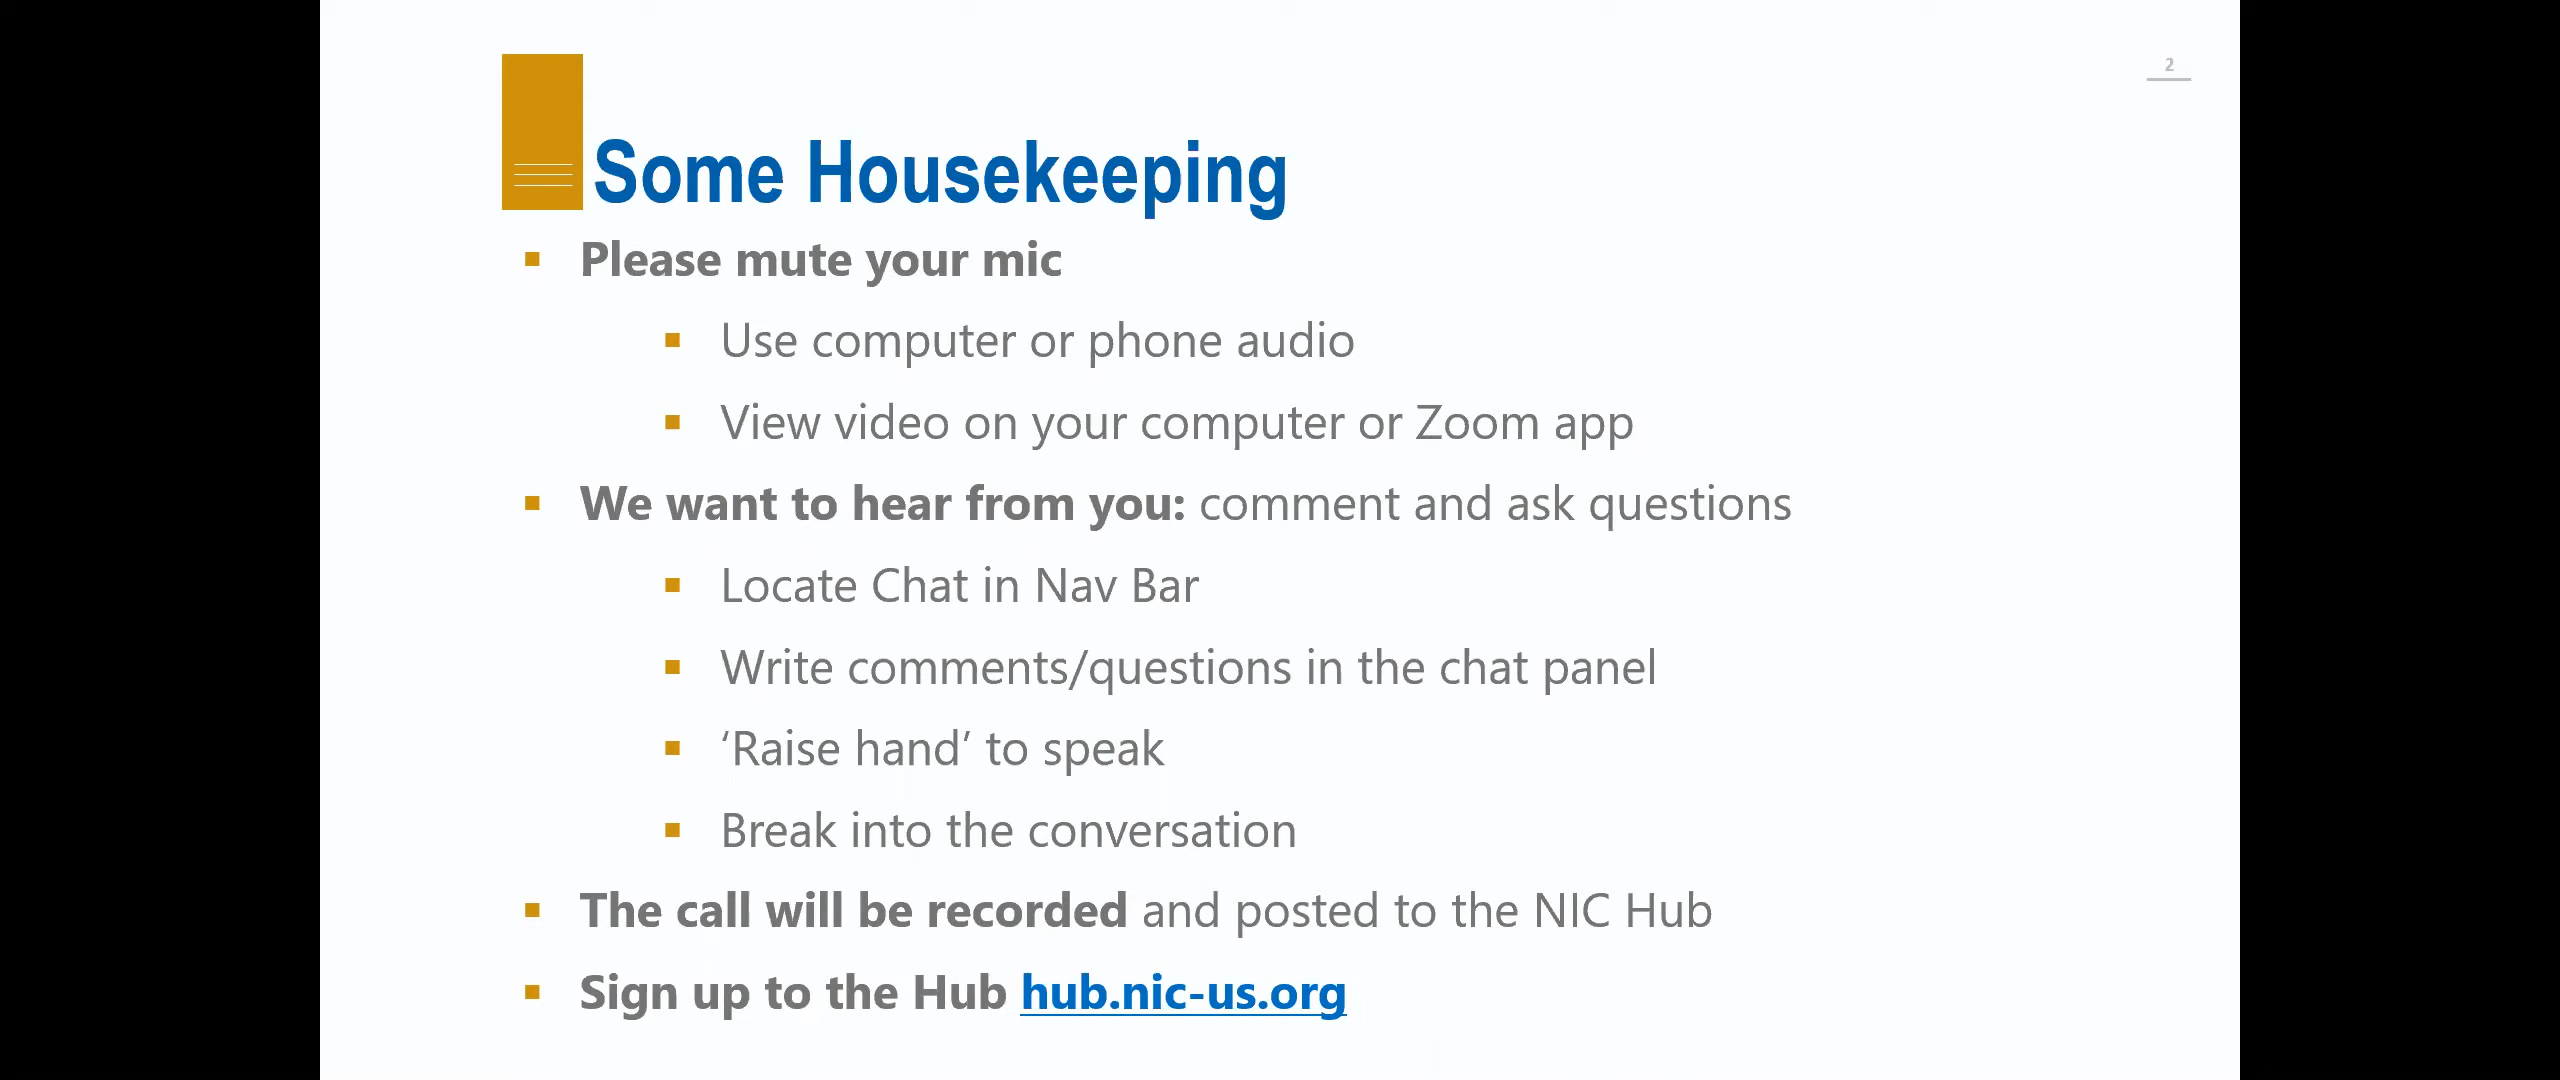 2
Some Housekeeping
▪ Please mute your mic
▪ Use computer or phone audio
▪ View video on your computer or Zoom app
▪ We want to hear from you: comment and ask questions
▪ Locate Chat in Nav Bar
▪ Write comments/questions in the chat panel
▪ ‘Raise hand’ to speak
▪ Break into the conversation
▪ The call will be recorded and posted to the NIC Hub
▪ Sign up to the Hub hub.nic-us.org